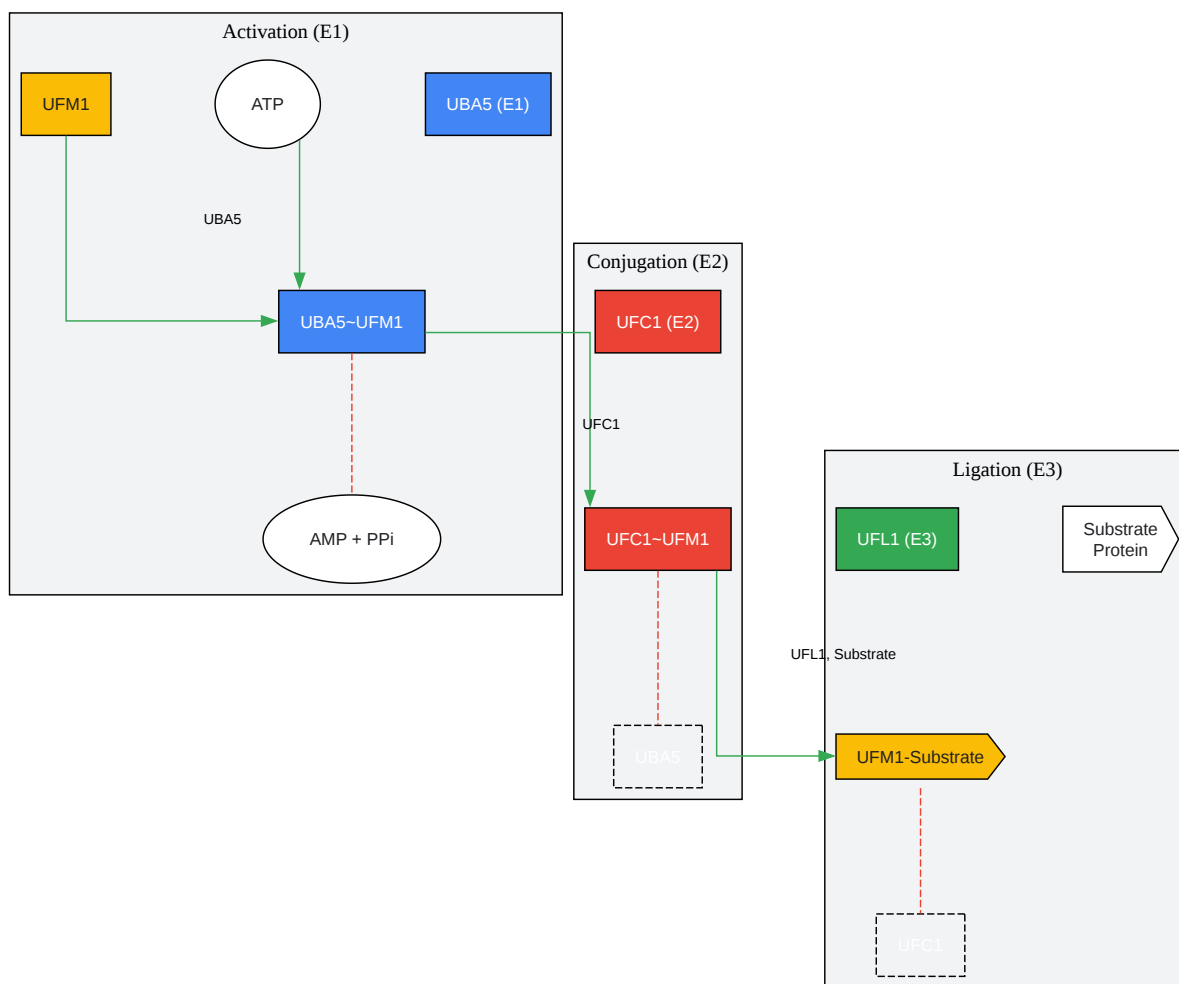 Activation (E1)
UFM1
ATP
UBA5 (E1)
UBA5
UBA5~UFM1
AMP + PPi
Conjugation (E2)
UFC1 (E2)
UFC1
UFC1~UFM1
UBA5
Ligation (E3)
UFL1 (E3)
Substrate
Protein
UFL1, Substrate
UFM1-Substrate
UFC1